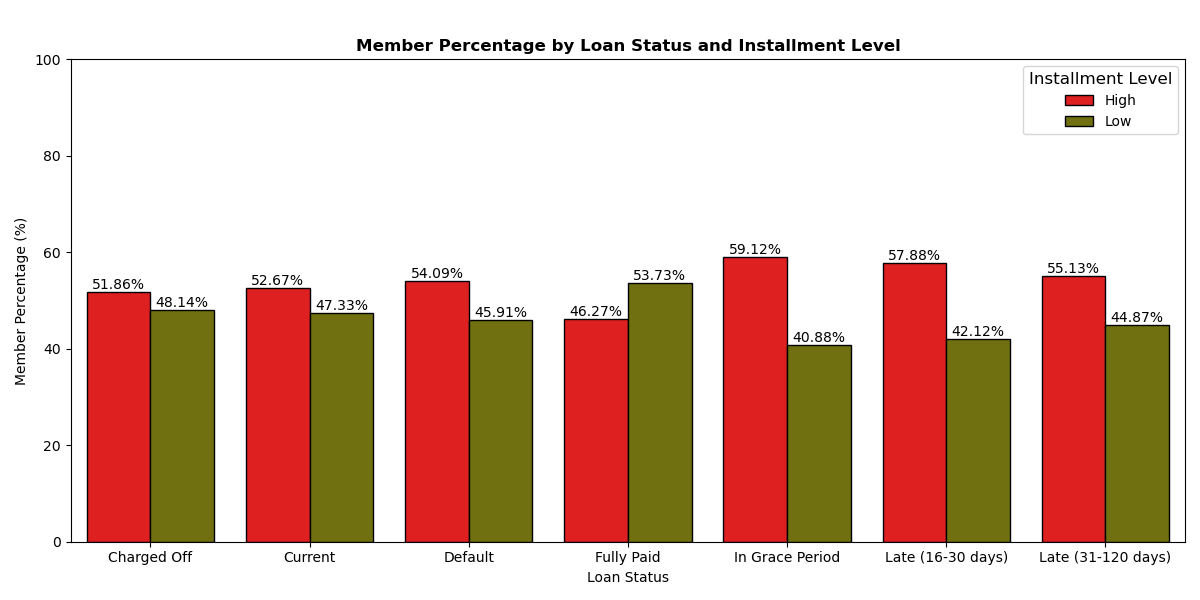 Member Percentage by Loan Status and Installment Level
Installment Level
High
Low
Member Percentage (%)
100
80
60
40
20
0
51.86%
48.14%
52.67%
47.33%
54.09%
45.91%
46.27%
53.73%
59.12%
40.88%
57.88%
42.12%
55.13%
44.87%
Charged Off
Current
Default
Fully Paid
In Grace Period
Late (16-30 days)
Late (31-120 days)
Loan Status